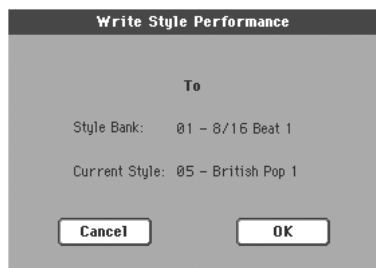 Write Style Performance
To
Style Bank: 01 – 8/16 Beat 1
Current Style: 05 – British Pop 1
Cancel OK